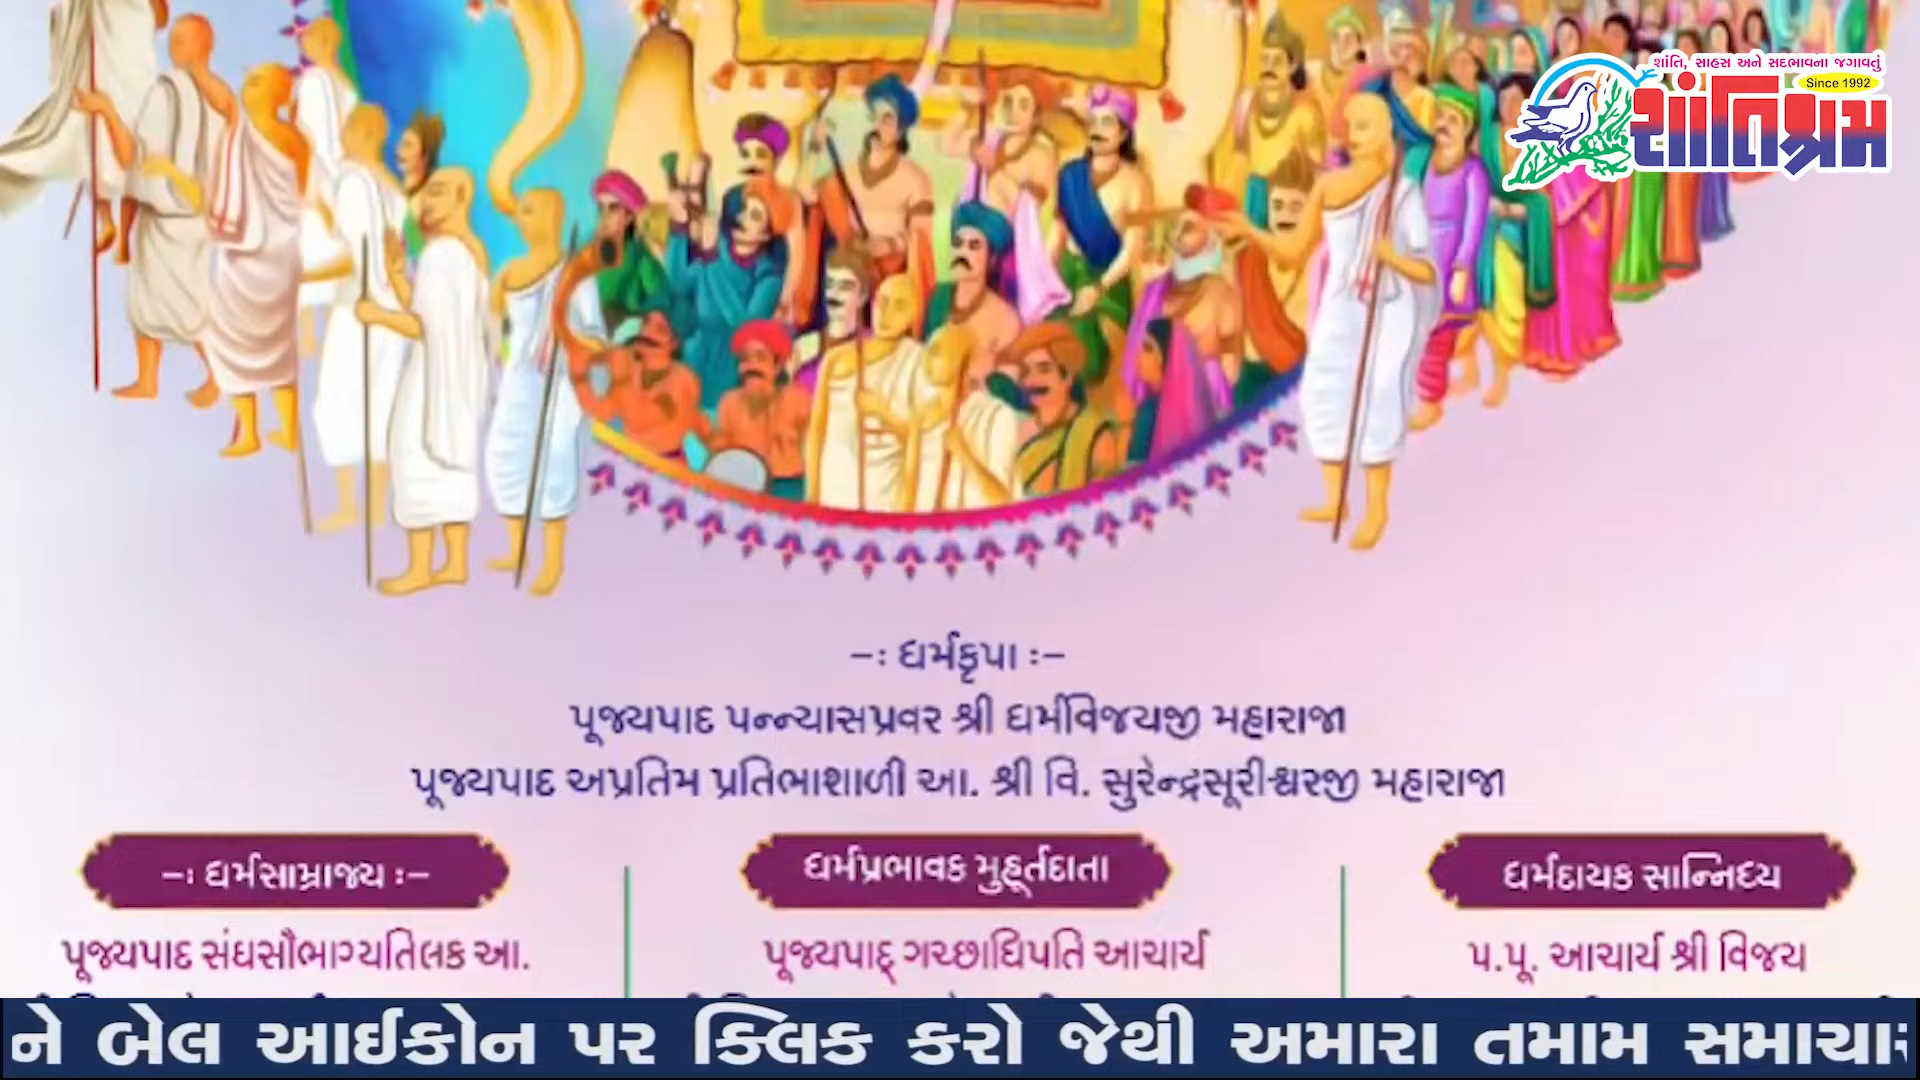 શાંતિ, સાહસ અને સદભાવના જગાવતું
Since 1992
શાંતિશ્રમ
–: ધર્મકૃપા :–
પૂજ્યપાદ પન્ન્યાસપ્રવર શ્રી ધર્મવિજયજી મહારાજા
પૂજ્યપાદ અપ્રતિમ પ્રતિભાશાળી આ. શ્રી વિ. સુરેન્દ્રસૂરીશ્વરજી મહારાજા
–: ધર્મસામ્રાજ્ય :–
પૂજ્યપાદ સંઘસૌભાગ્યતિલક આ.
ધર્મપ્રભાવક મુહૂર્તદાતા
પૂજ્યપાદ્ ગચ્છાધિપતિ આચાર્ય
ધર્મદાયક સાન્નિધ્ય
પ.પૂ. આચાર્ય શ્રી વિજય
ને બેલ આઈકોન પર ક્લિક કરો જેથી અમારા તમામ સમાચાર